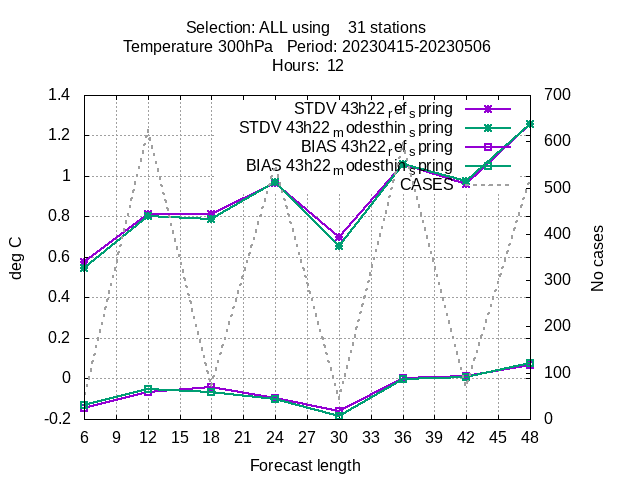 Selection: ALL using    31 stations
Temperature 300hPa   Period: 20230415-20230506
Hours: 12
STDV 43h22_ref_spring
STDV 43h22_modesthin_spring
BIAS 43h22_ref_spring
BIAS 43h22_modesthin_spring
CASES
1.4
1.2
1
0.8
0.6
0.4
0.2
0
-0.2
deg C
700
600
500
400
300
200
100
0
No cases
6 9 12 15 18 21 24 27 30 33 36 39 42 45 48
Forecast length